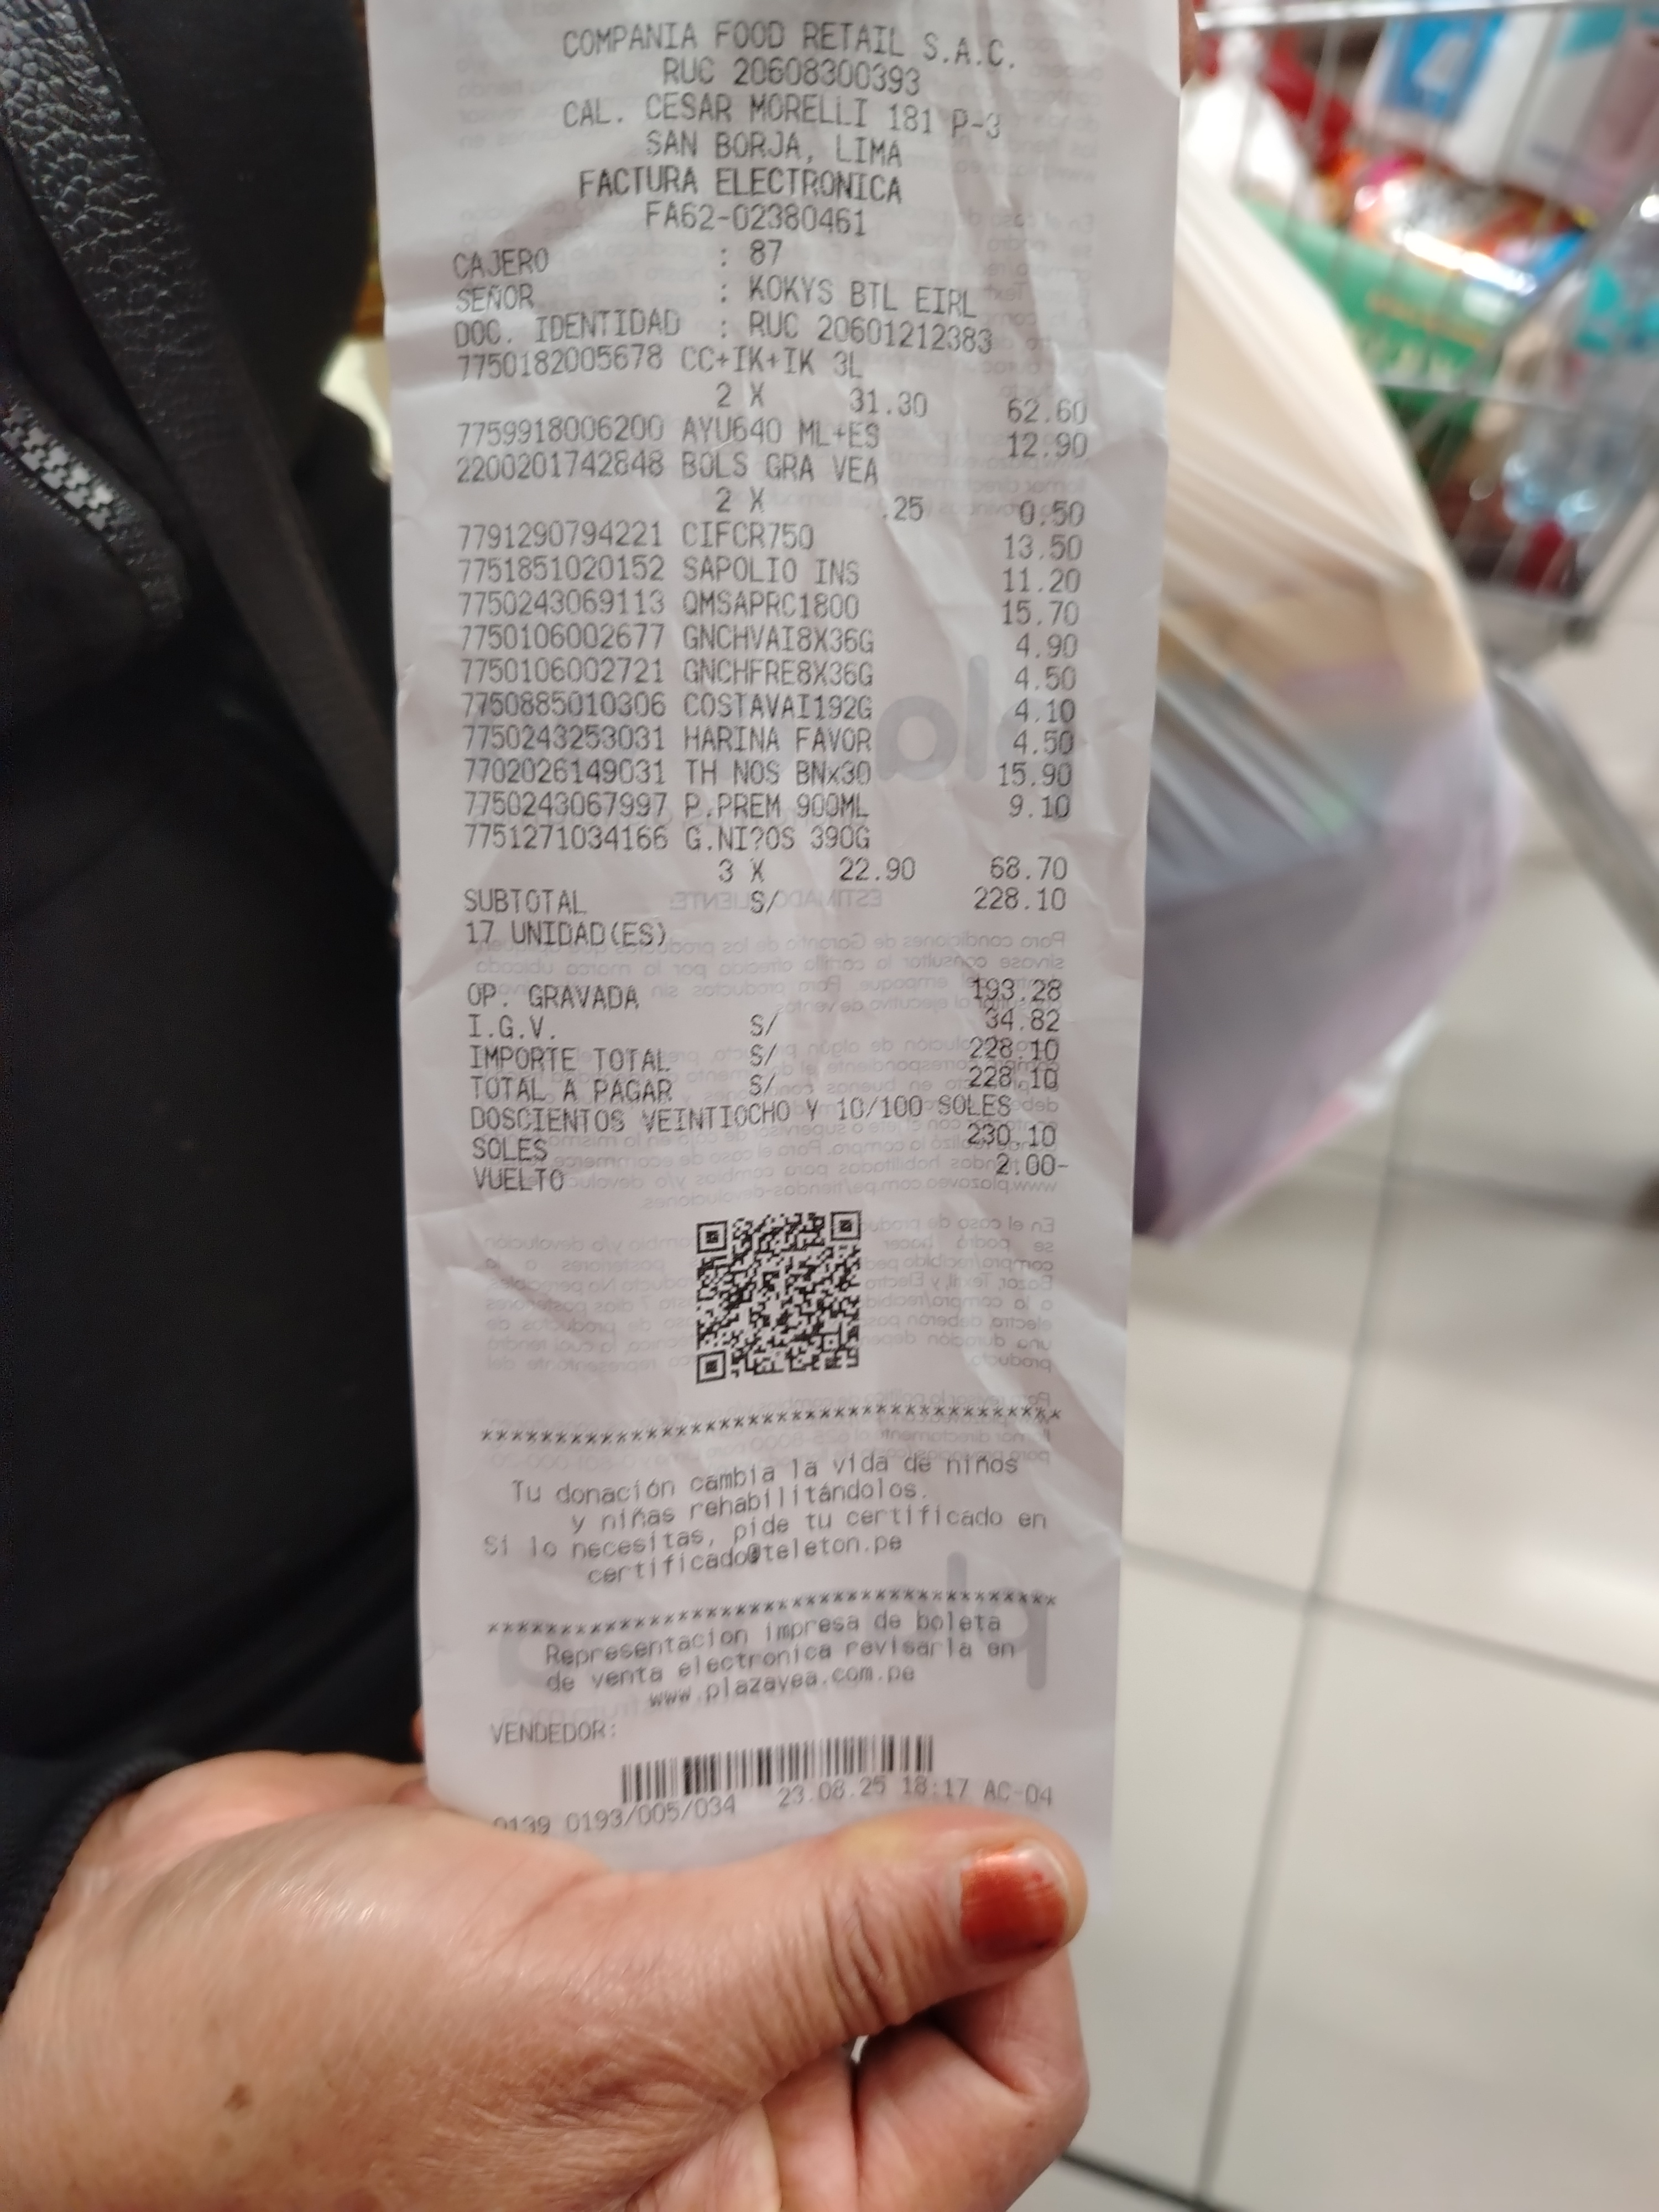 COMPANIA FOOD RETAIL S.A.C.
RUC 20608300393
CAL. CESAR MORELLI 181 P-3
SAN BORJA, LIMA
FACTURA ELECTRONICA
FA62-02380461
CAJERO : 87
SEÑOR : KOKYS BTL EIRL
DOC. IDENTIDAD : RUC 20601212383
7750182005678 CC+IK+IK 3L
2 X 31.30 62.60
7759918006200 AYU640 ML+ES 12.90
2200201742848 BOLS GRA VEA
2 X .25 0.50
7791290794221 CIFCR750 13.50
7751851020152 SAPOLIO INS 11.20
7750243069113 QMSAPRC1800 15.70
7750106002677 GNCHVAI8X36G 4.90
7750106002721 GNCHFRE8X36G 4.50
7750885010306 COSTAVAI192G 4.10
7750243253031 HARINA FAVOR 4.50
7702026149031 TH NOS BNx30 15.90
7750243067997 P.PREM 900ML 9.10
7751271034166 G.NI?OS 390G
3 X 22.90 68.70
SUBTOTAL S/ 228.10
17 UNIDAD(ES)
OP. GRAVADA 193.28
I.G.V. S/ 34.82
IMPORTE TOTAL S/ 228.10
TOTAL A PAGAR S/ 228.10
DOSCIENTOS VEINTIOCHO Y 10/100 SOLES
SOLES 230.10
VUELTO 2.00-
****************************************
Tu donación cambia la vida de niños
y niñas rehabilitándolos.
Si lo necesitas, pide tu certificado en
certificado@teleton.pe
****************************************
Representacion impresa de boleta
de venta electronica revisarla en
www.plazavea.com.pe
VENDEDOR:
0139 0193/005/034 23.08.25 18:17 AC-04